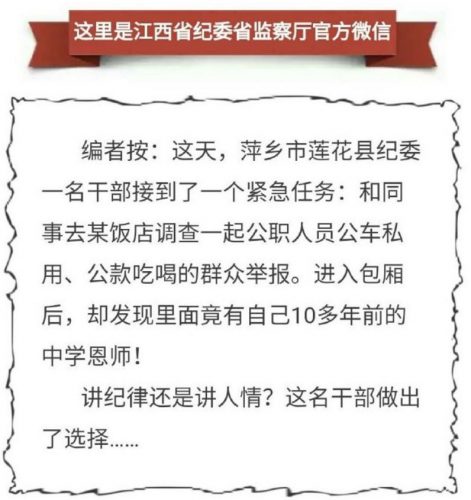 这里是江西省纪委省监察厅官方微信
编者按：这天，萍乡市莲花县纪委
一名干部接到了一个紧急任务：和同
事去某饭店调查一起公职人员公车私
用、公款吃喝的群众举报。进入包厢
后，却发现里面竟有自己10多年前的
中学恩师！
讲纪律还是讲人情？这名干部做出
了选择......